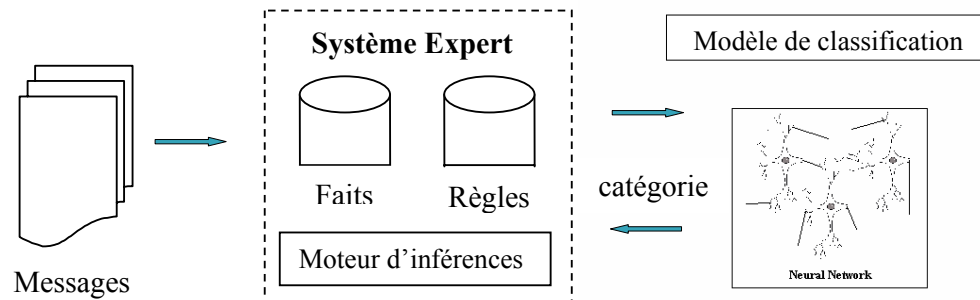 Système Expert
Modèle de classification
Faits
Règles
catégorie
Moteur d’inférences
Neural Network
Messages